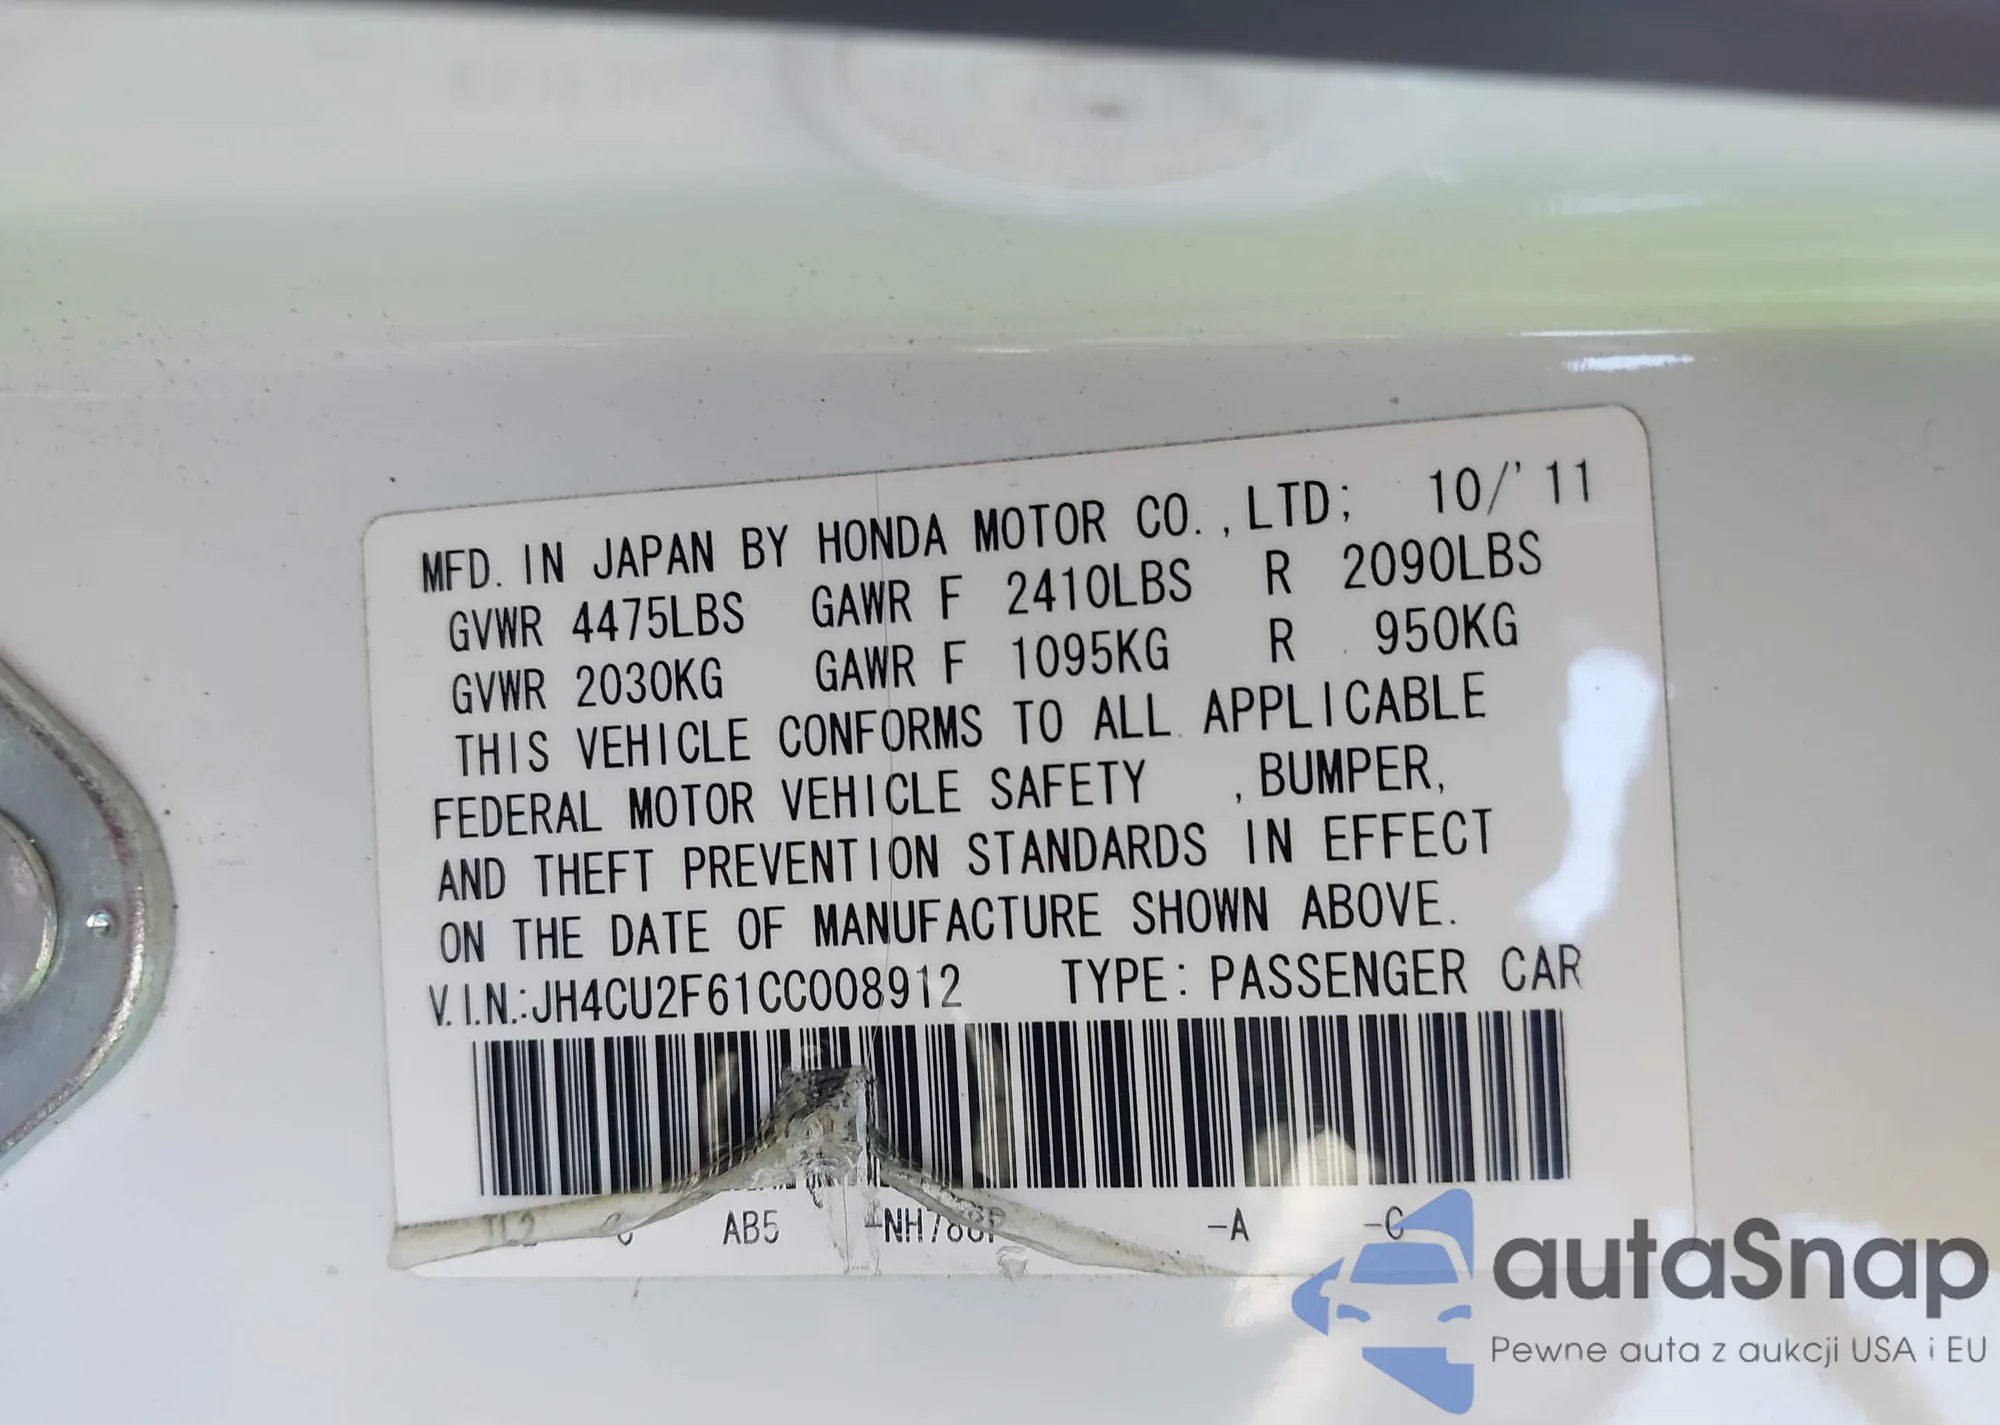 MFD. IN JAPAN BY HONDA MOTOR CO.,LTD; 10/'11
GVWR 4475LBS GAWR F 2410LBS R 2090LBS
GVWR 2030KG GAWR F 1095KG R 950KG
THIS VEHICLE CONFORMS TO ALL APPLICABLE
FEDERAL MOTOR VEHICLE SAFETY , BUMPER,
AND THEFT PREVENTION STANDARDS IN EFFECT
ON THE DATE OF MANUFACTURE SHOWN ABOVE.
V.I.N.:JH4CU2F61CC008912 TYPE: PASSENGER CAR
AB5 -A -C
autaSnap
Pewne auta z aukcji USA i EU